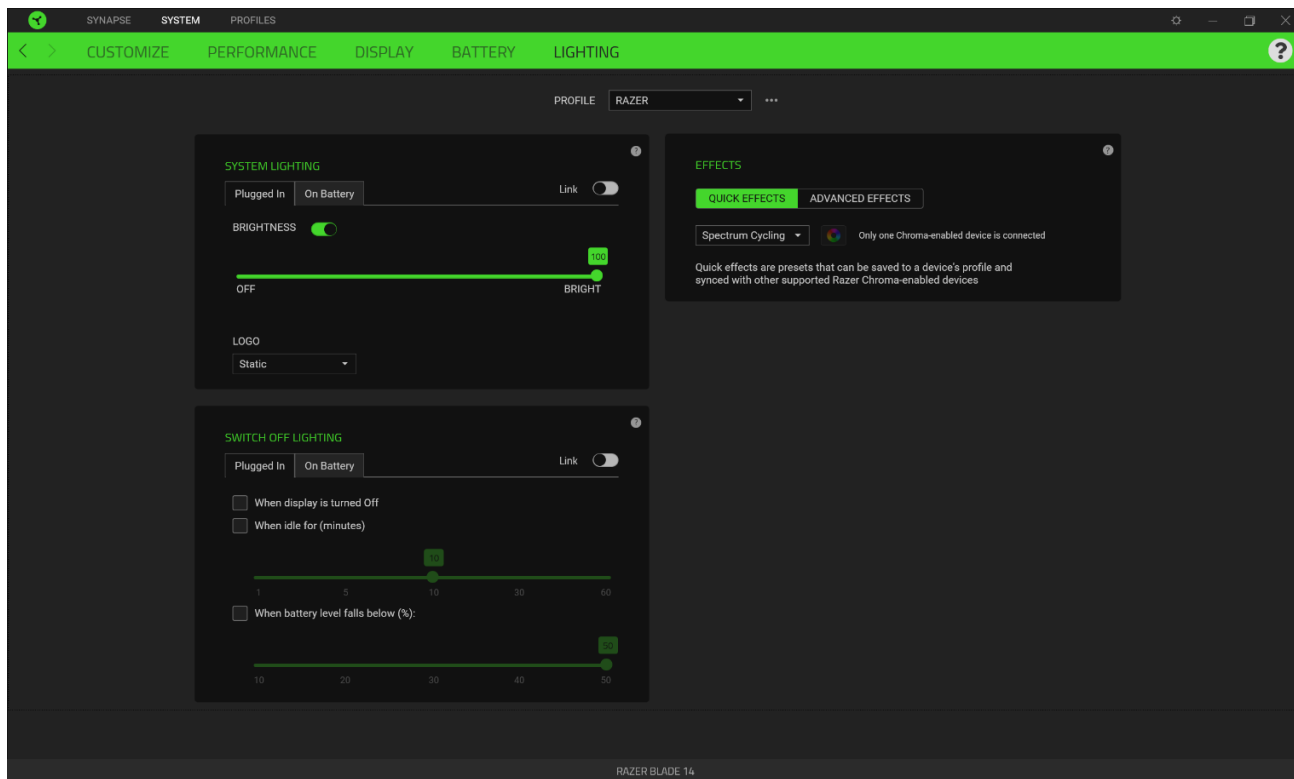 SYNAPSE SYSTEM PROFILES
CUSTOMIZE PERFORMANCE DISPLAY BATTERY LIGHTING ?
PROFILE RAZER
SYSTEM LIGHTING ?
Plugged In On Battery Link
BRIGHTNESS
100
OFF BRIGHT
LOGO
Static
EFFECTS ?
QUICK EFFECTS ADVANCED EFFECTS
Spectrum Cycling Only one Chroma-enabled device is connected
Quick effects are presets that can be saved to a device's profile and
synced with other supported Razer Chroma-enabled devices
SWITCH OFF LIGHTING ?
Plugged In On Battery Link
When display is turned Off
When idle for (minutes)
10
1 5 10 30 60
When battery level falls below (%):
50
10 20 30 40 50
RAZER BLADE 14